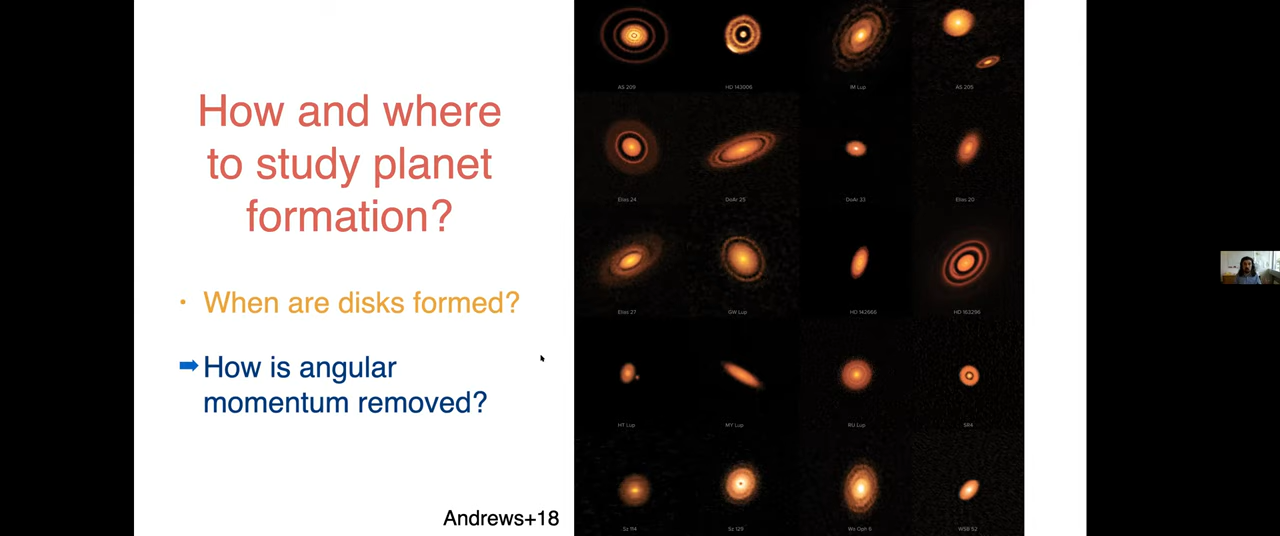 How and where
to study planet
formation?
• When are disks formed?
➡ How is angular
momentum removed?
Andrews+18
AS 209
HD 143006
IM Lup
AS 205
Elias 24
DoAr 25
DoAr 33
Elias 20
Elias 27
GW Lup
HD 142666
HD 163296
HT Lup
MY Lup
RU Lup
SR4
Sz 114
Sz 129
Wa Oph 6
WSB 52